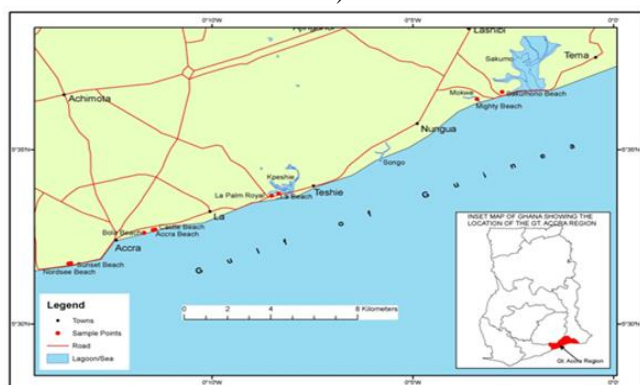 0°10'W
0°5'W
0°0'
Lashibi
Sakumo
Tema
Achimota
Mokwe
Sakumono Beach
Mighty Beach
Nungua
5°35'N
5°35'N
Songo
Kpeshie
La Palm Royal
La Beach
Teshie
La
Gulf of Guinea
Bola Beach
Castle Beach
Accra Beach
Accra
Sunset Beach
Nordsee Beach
INSET MAP OF GHANA SHOWING THE
LOCATION OF THE GT. ACCRA REGION
Gt. Accra Region
Legend
Towns
Sample Points
Road
Lagoon/Sea
0 2 4 6 8 Kilometers
5°30'N
0°10'W
0°5'W
0°0'